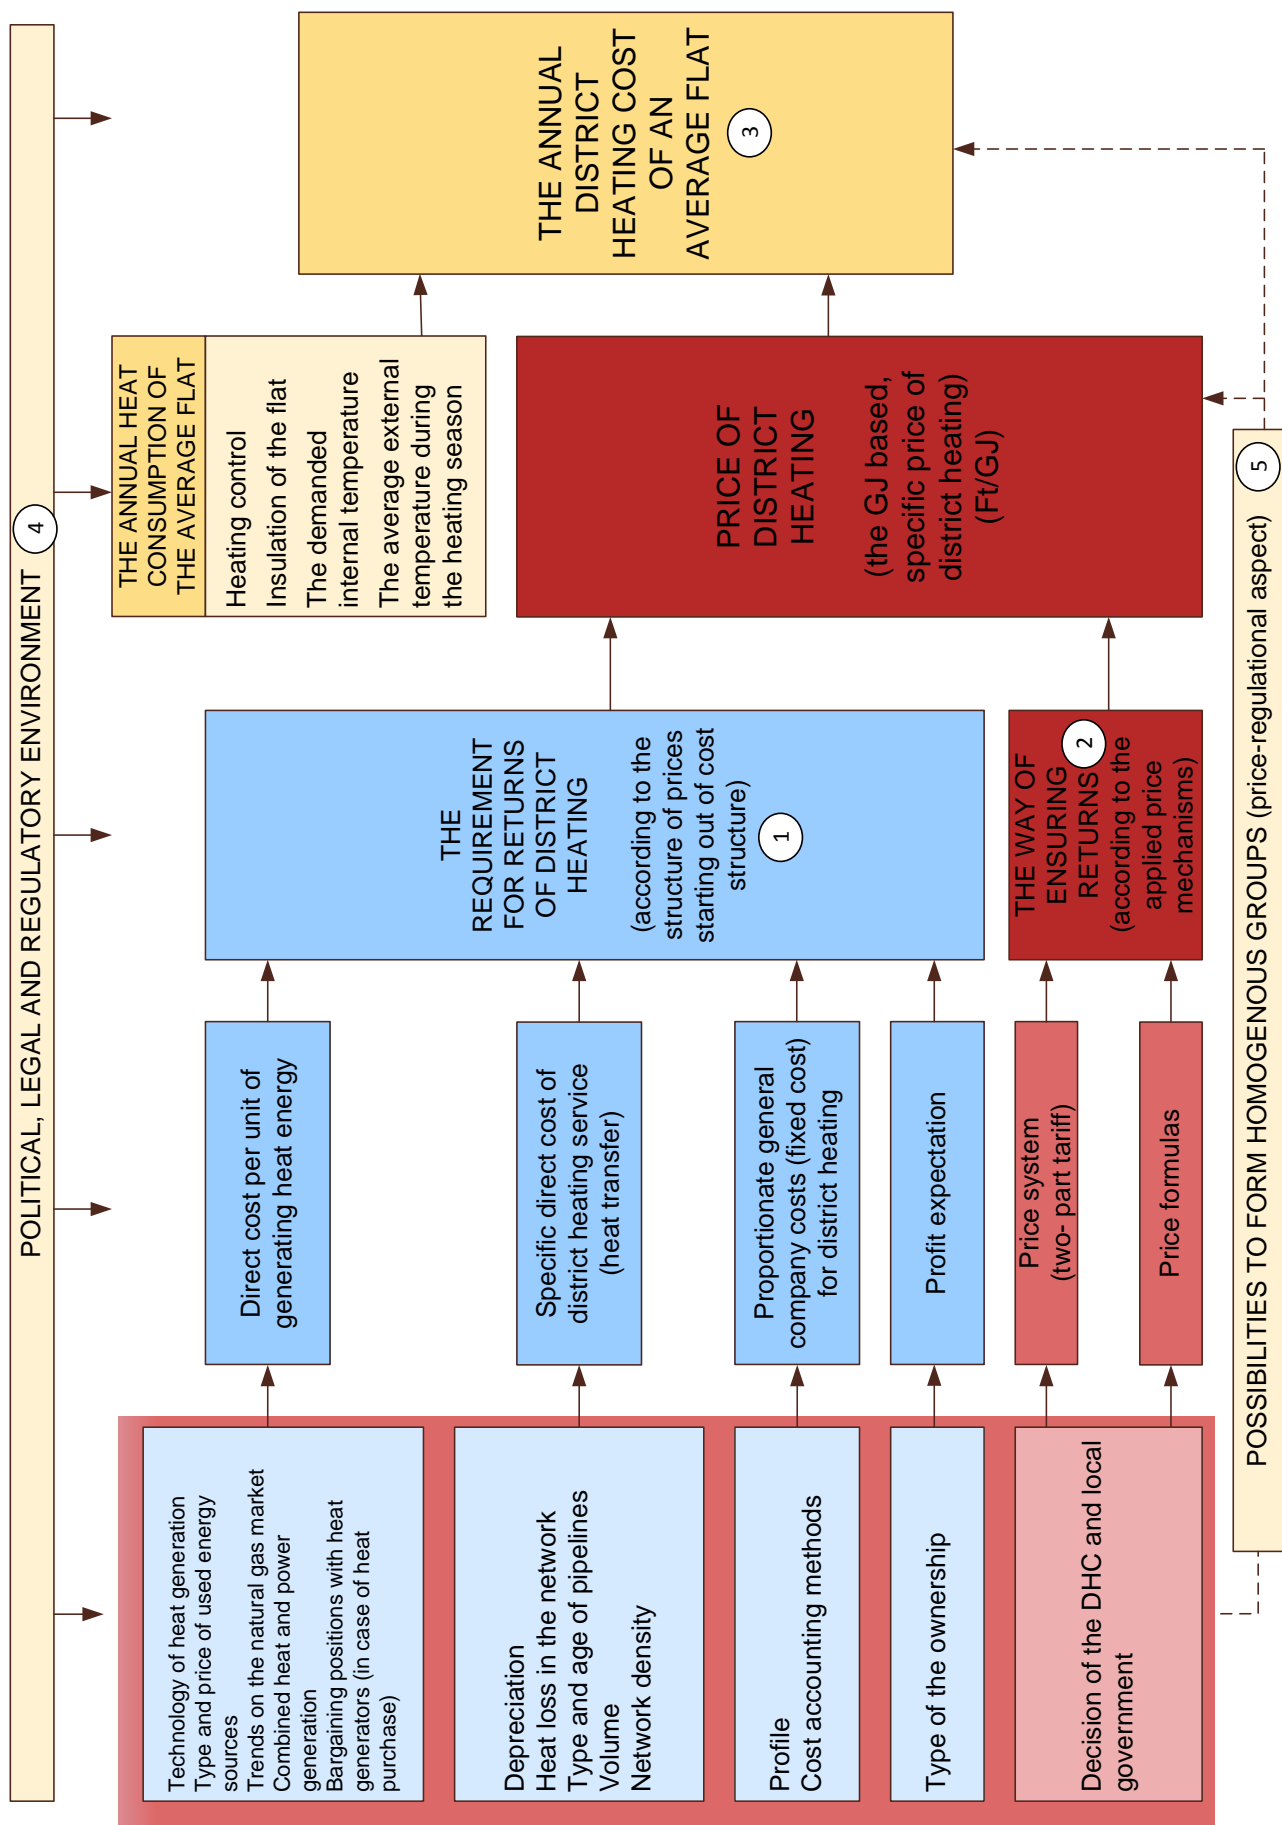 POLITICAL, LEGAL AND REGULATORY ENVIRONMENT
4
Technology of heat generation
Type and price of used energy
sources
Trends on the natural gas market
Combined heat and power
generation
Bargaining positions with heat
generators (in case of heat
purchase)
Depreciation
Heat loss in the network
Type and age of pipelines
Volume
Network density
Profile
Cost accounting methods
Type of the ownership
Decision of the DHC and local
government
Direct cost per unit of
generating heat energy
Specific direct cost of
district heating service
(heat transfer)
Proportionate general
company costs (fixed cost)
for district heating
Profit expectation
Price system
(two- part tariff)
Price formulas
THE
REQUIREMENT
FOR RETURNS
OF DISTRICT
HEATING
(according to the
structure of prices
starting out of cost
structure)
1
THE WAY OF
ENSURING
RETURNS
2
(according to the
applied price
mechanisms)
THE ANNUAL HEAT
CONSUMPTION OF
THE AVERAGE FLAT
Heating control
Insulation of the flat
The demanded
internal temperature
The average external
temperature during
the heating season
PRICE OF
DISTRICT
HEATING
(the GJ based,
specific price of
district heating)
(Ft/GJ)
THE ANNUAL
DISTRICT
HEATING COST
OF AN
AVERAGE FLAT
3
POSSIBILITIES TO FORM HOMOGENOUS GROUPS (price-regulational aspect)
5